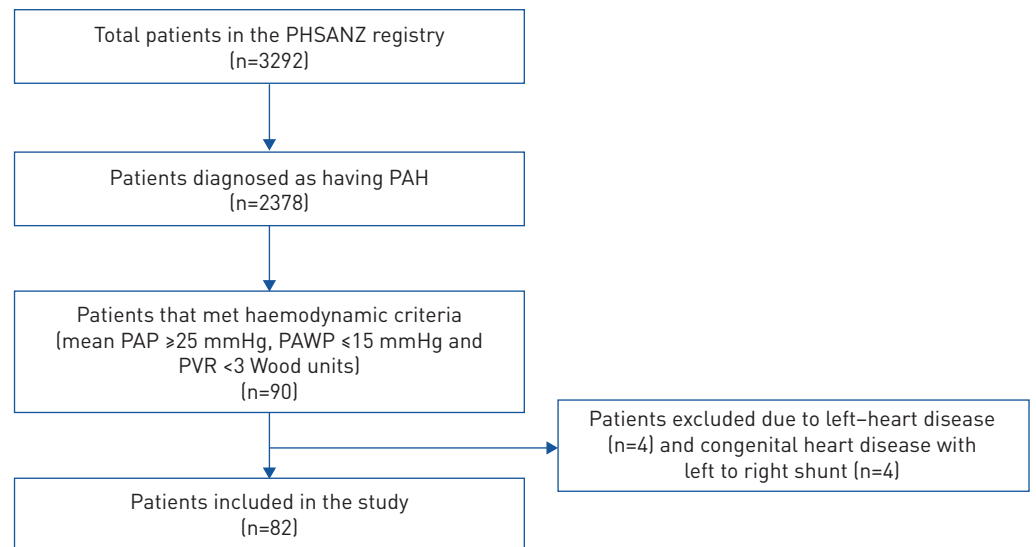 Total patients in the PHSANZ registry
(n=3292)
Patients diagnosed as having PAH
(n=2378)
Patients that met haemodynamic criteria
(mean PAP ⩾25 mmHg, PAWP ⩽15 mmHg and
PVR <3 Wood units)
(n=90)
Patients excluded due to left–heart disease
(n=4) and congenital heart disease with
left to right shunt (n=4)
Patients included in the study
(n=82)